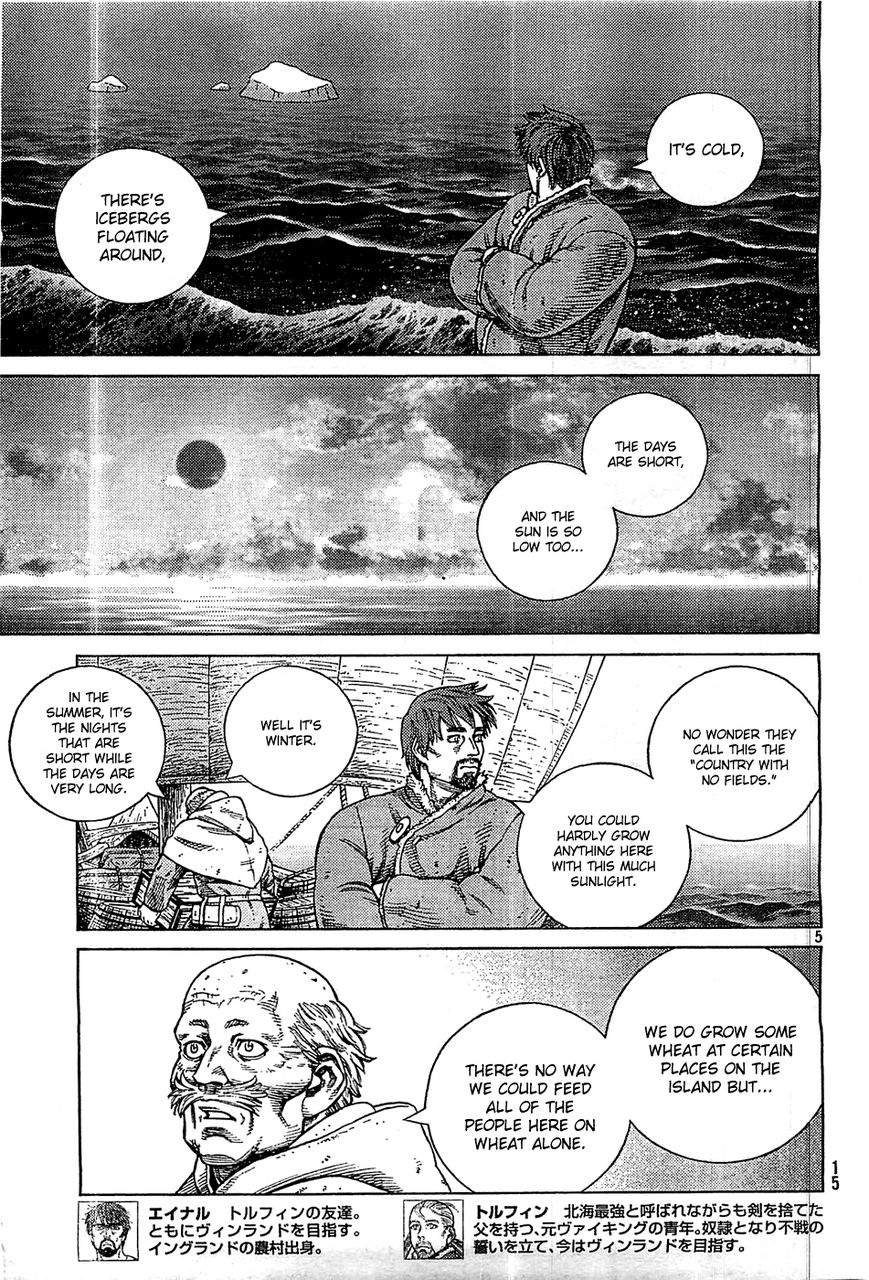 IT'S COLD,
THERE'S
ICEBERGS
FLOATING
AROUND,
THE DAYS
ARE SHORT,
AND THE
SUN IS SO
LOW TOO...
NO WONDER THEY
CALL THIS THE
"COUNTRY WITH
NO FIELDS."
YOU COULD
HARDLY GROW
ANYTHING HERE
WITH THIS MUCH
SUNLIGHT.
WELL IT'S
WINTER.
IN THE
SUMMER, IT'S
THE NIGHTS
THAT ARE
SHORT WHILE
THE DAYS ARE
VERY LONG.
5
WE DO GROW SOME
WHEAT AT CERTAIN
PLACES ON THE
ISLAND BUT...
THERE'S NO WAY
WE COULD FEED
ALL OF THE
PEOPLE HERE ON
WHEAT ALONE.
15
エイナル トルフィンの友達。
ともにヴィンランドを目指す。
イングランドの農村出身。
トルフィン 北海最強と呼ばれながらも剣を捨てた
父を持つ、元ヴァイキングの青年。奴隷となり不戦の
誓いを立て、今はヴィンランドを目指す。